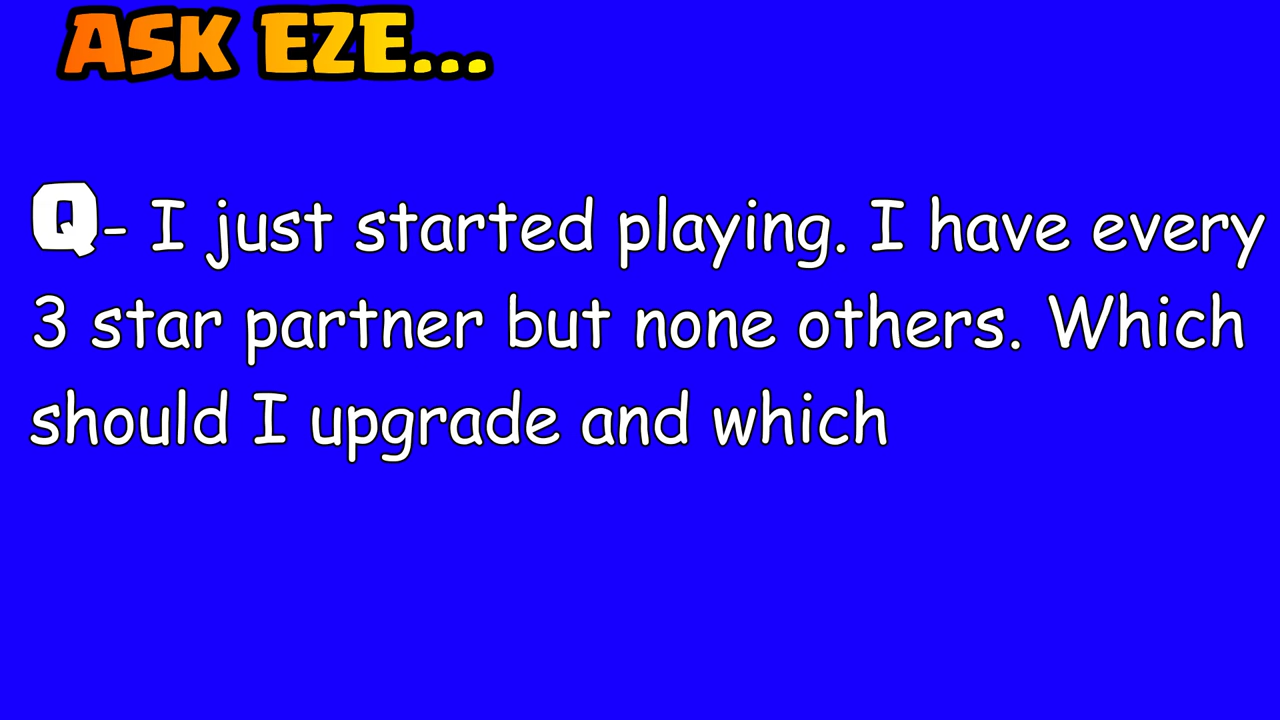 ASK EZE...
Q- I just started playing. I have every
3 star partner but none others. Which
should I upgrade and which